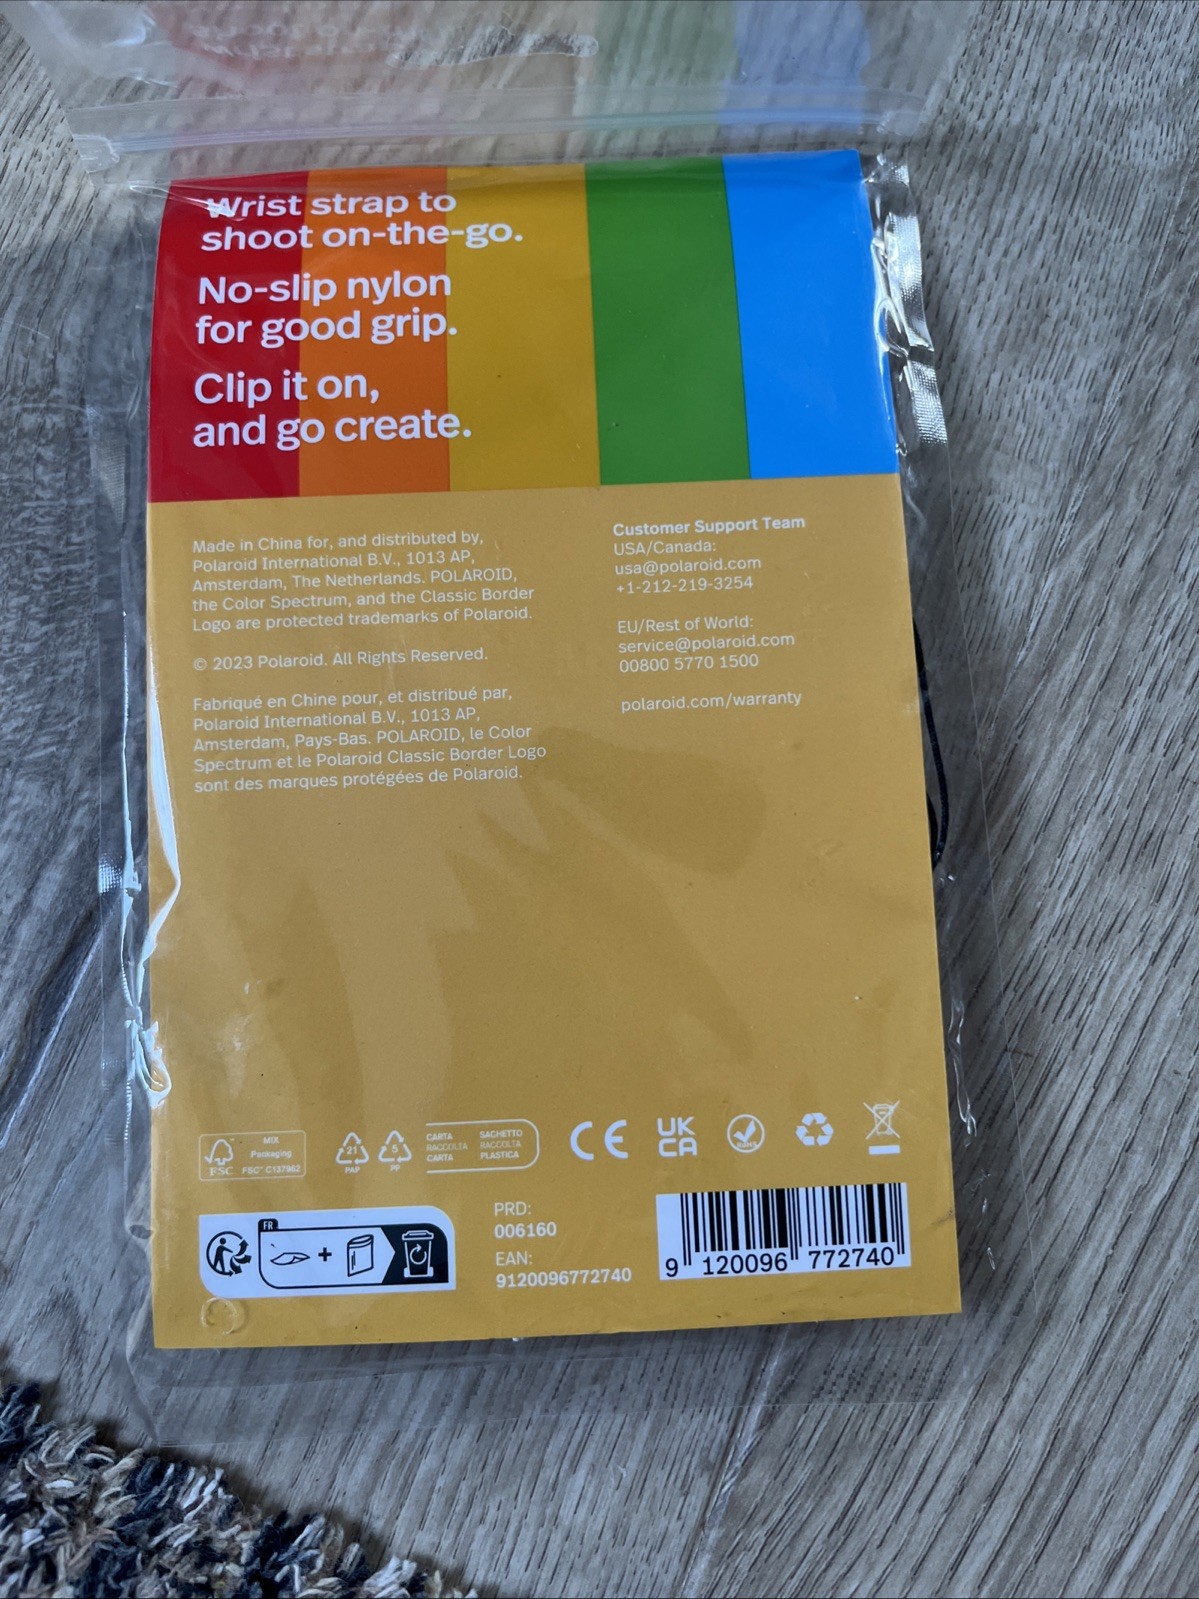 Wrist strap to
shoot on-the-go.
No-slip nylon
for good grip.
Clip it on,
and go create.
Made in China for, and distributed by,
Polaroid International B.V., 1013 AP,
Amsterdam, The Netherlands. POLAROID,
the Color Spectrum, and the Classic Border
Logo are protected trademarks of Polaroid.
© 2023 Polaroid. All Rights Reserved.
Fabriqué en Chine pour, et distribué par,
Polaroid International B.V., 1013 AP,
Amsterdam, Pays-Bas. POLAROID, le Color
Spectrum et le Polaroid Classic Border Logo
sont des marques protégées de Polaroid.
Customer Support Team
USA/Canada:
usa@polaroid.com
+1-212-219-3254
EU/Rest of World:
service@polaroid.com
00800 5770 1500
polaroid.com/warranty
FSC
MIX
Packaging
FSC™ C137962
21
PAP
5
PP
CARTA
RACCOLTA
CARTA
SACHETTO
RACCOLTA
PLASTICA
CE
UK
CA
RoHS
FR
+
PRD:
006160
EAN:
9120096772740
9 120096 772740